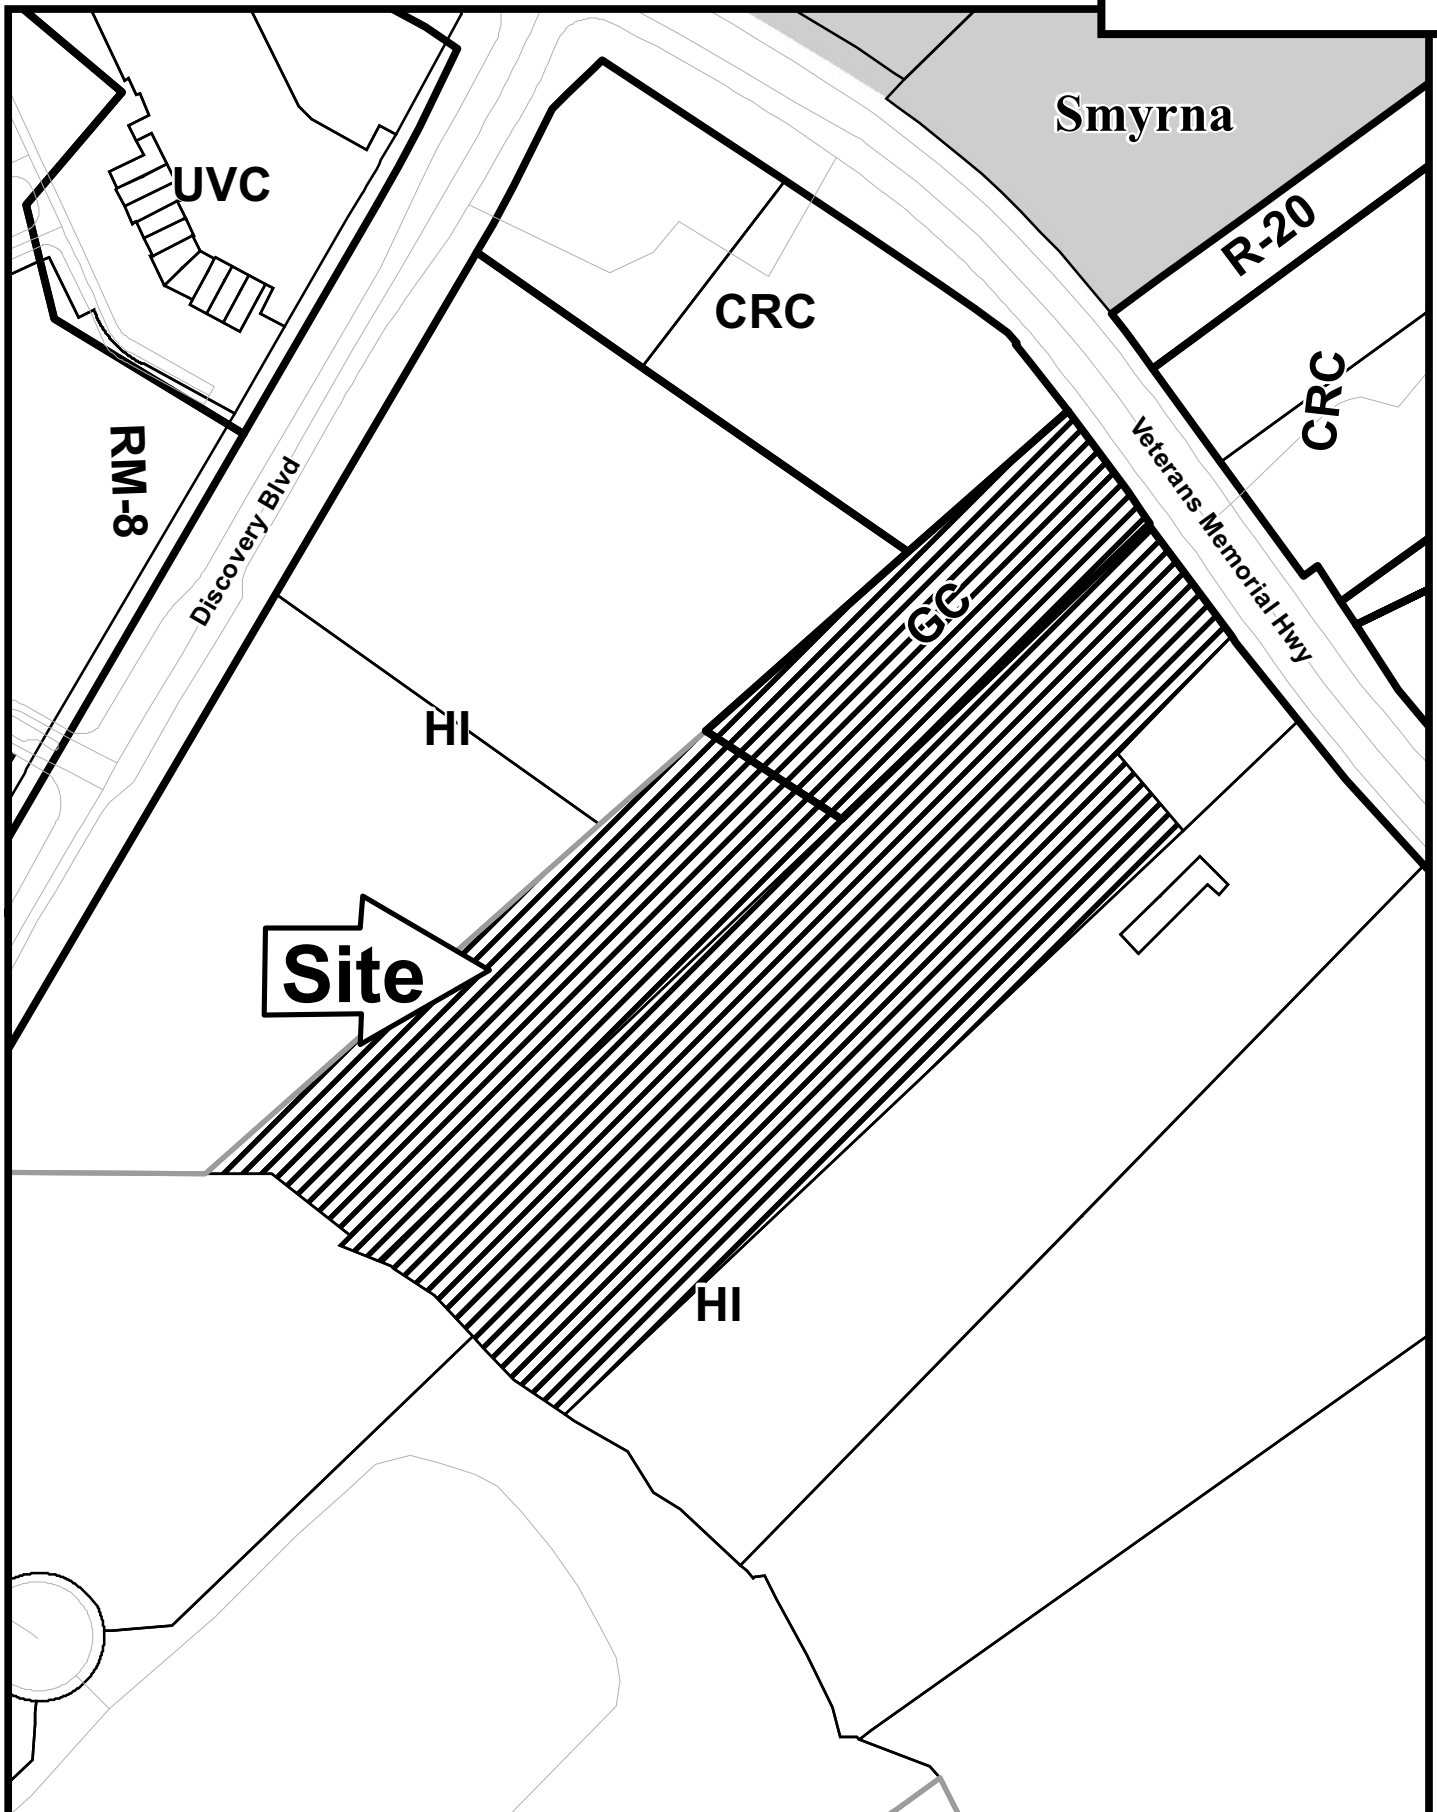 Smyrna
UVC
R-20
CRC
CRC
RM-8
Discovery Blvd
Veterans Memorial Hwy
GC
HI
Site
HI